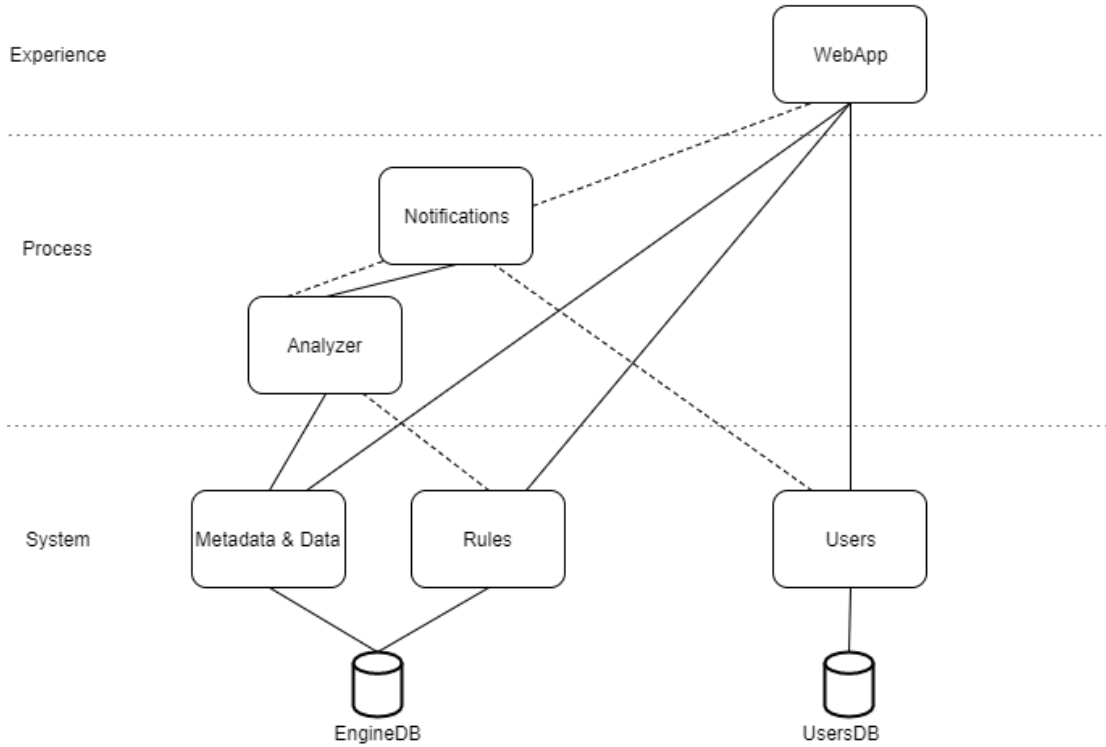 Experience
WebApp
Notifications
Process
Analyzer
System
Metadata & Data
Rules
Users
EngineDB
UsersDB